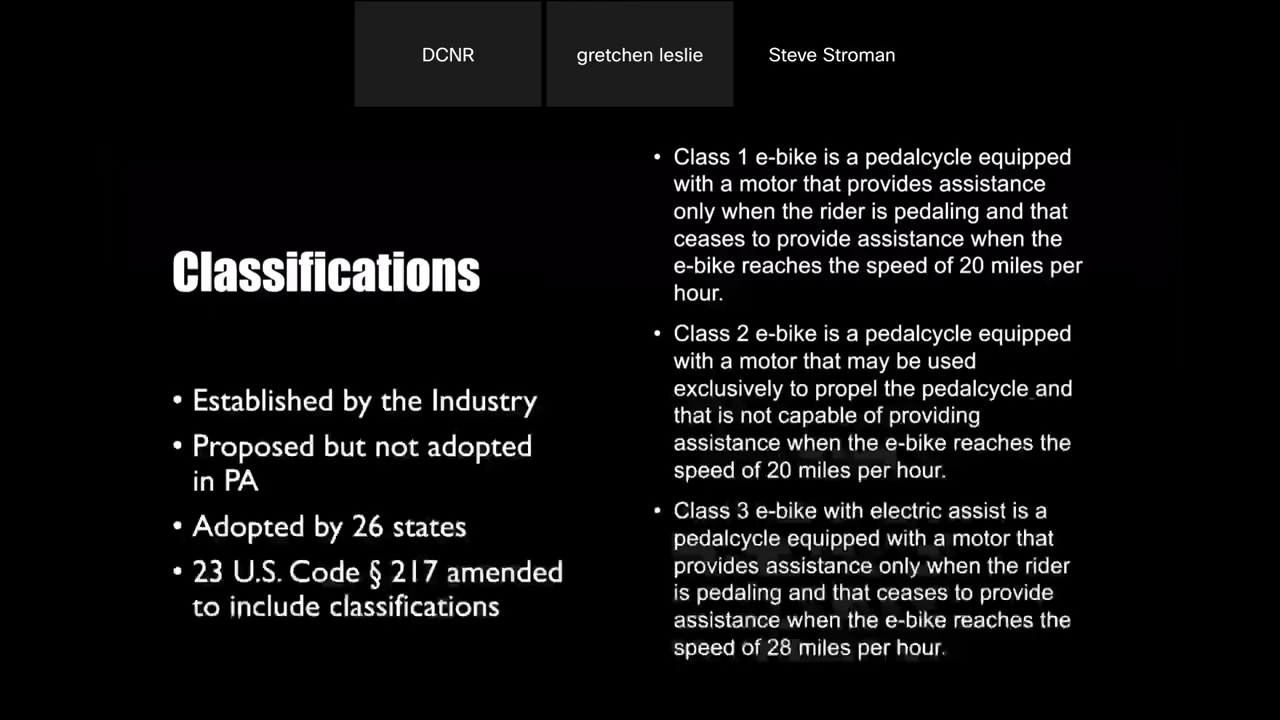 DCNR
gretchen leslie
Steve Stroman
Classifications
• Established by the Industry
• Proposed but not adopted
in PA
• Adopted by 26 states
• 23 U.S. Code § 217 amended
to include classifications
• Class 1 e-bike is a pedalcycle equipped
with a motor that provides assistance
only when the rider is pedaling and that
ceases to provide assistance when the
e-bike reaches the speed of 20 miles per
hour.
• Class 2 e-bike is a pedalcycle equipped
with a motor that may be used
exclusively to propel the pedalcycle and
that is not capable of providing
assistance when the e-bike reaches the
speed of 20 miles per hour.
• Class 3 e-bike with electric assist is a
pedalcycle equipped with a motor that
provides assistance only when the rider
is pedaling and that ceases to provide
assistance when the e-bike reaches the
speed of 28 miles per hour.